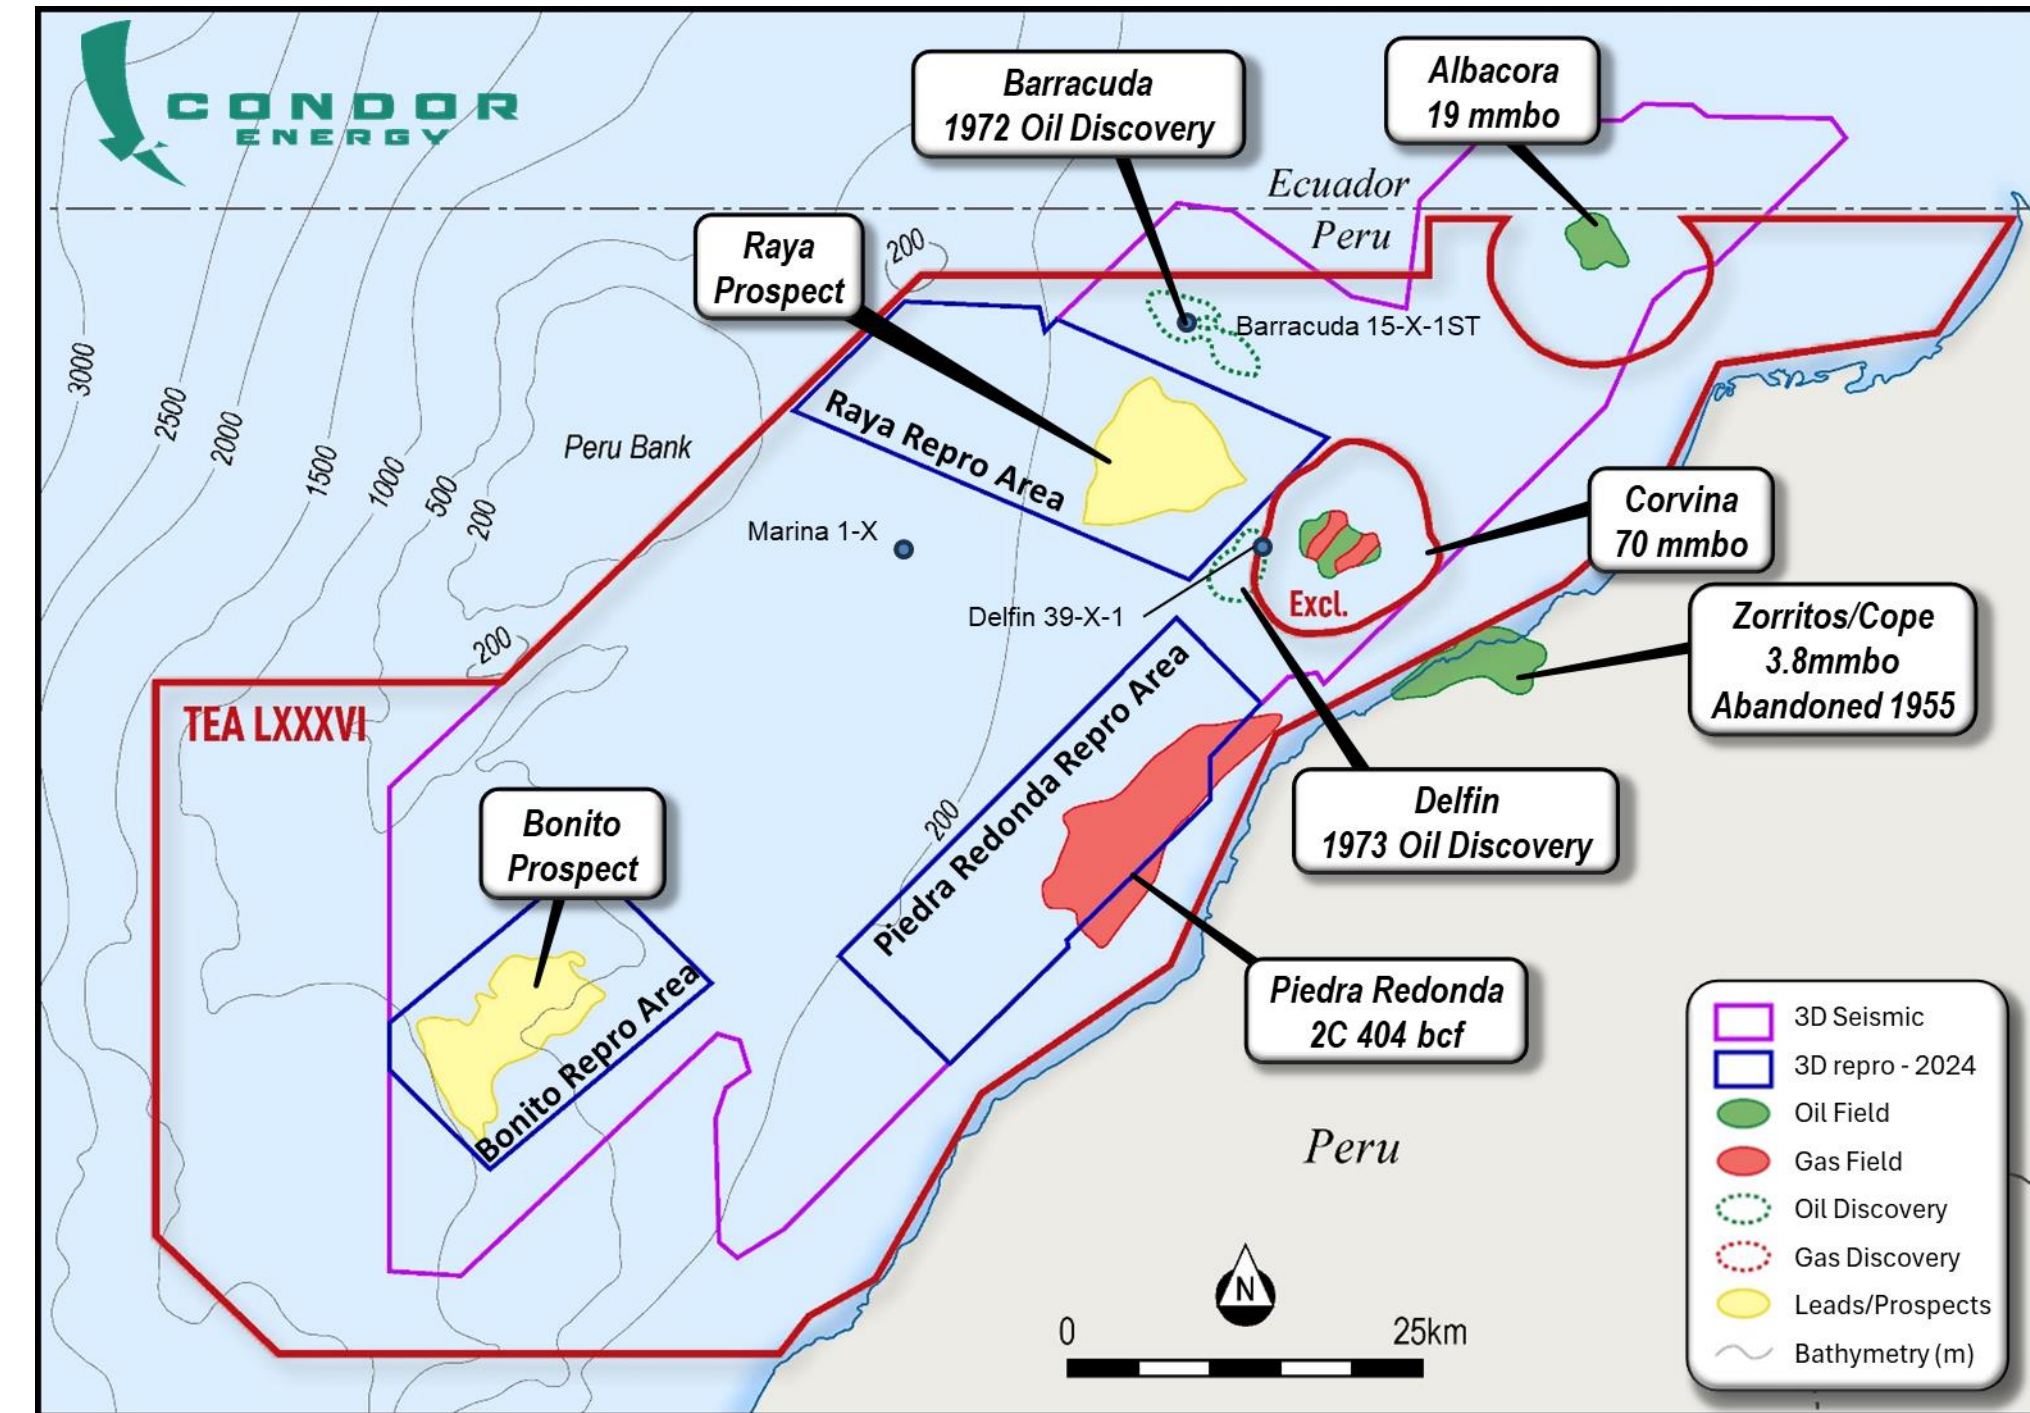 CONDOR
ENERGY
Barracuda
1972 Oil Discovery
Albacora
19 mmbo
Ecuador
Peru
Raya
Prospect
200
Barracuda 15-X-1ST
3000
2500
2000
1500
1000
500
200
Peru Bank
Raya Repro Area
Marina 1-X
Corvina
70 mmbo
Delfin 39-X-1
Excl.
Zorritos/Cope
3.8mmbo
Abandoned 1955
200
TEA LXXXVI
Piedra Redonda Repro Area
200
Delfin
1973 Oil Discovery
Bonito
Prospect
Bonito Repro Area
Piedra Redonda
2C 404 bcf
Peru
N
0
25km
3D Seismic
3D repro - 2024
Oil Field
Gas Field
Oil Discovery
Gas Discovery
Leads/Prospects
Bathymetry (m)